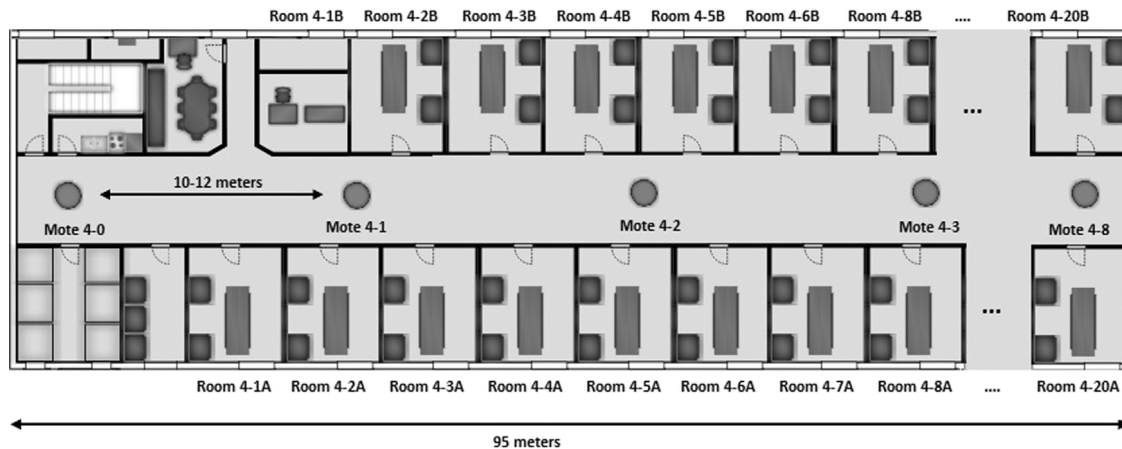 Room 4-1B Room 4-2B Room 4-3B Room 4-4B Room 4-5B Room 4-6B Room 4-8B .... Room 4-20B
...
10-12 meters
Mote 4-0 Mote 4-1 Mote 4-2 Mote 4-3 Mote 4-8
...
Room 4-1A Room 4-2A Room 4-3A Room 4-4A Room 4-5A Room 4-6A Room 4-7A Room 4-8A .... Room 4-20A
95 meters